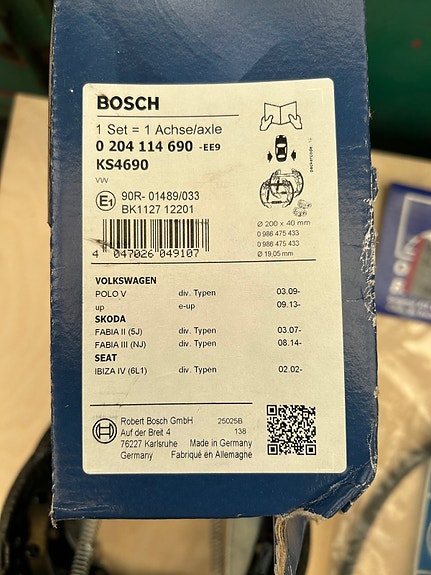 BOSCH
1 Set = 1 Achse/axle
0 204 114 690 -EE9
KS4690
VW
E1 90R- 01489/033
BK1127 12201
4 047026 049107
Ø 200 x 40 mm
0 986 475 433
0 986 475 433
Ø 19,05 mm
VOLKSWAGEN
POLO V div. Typen 03.09-
up e-up 09.13-
SKODA
FABIA II (5J) div. Typen 03.07-
FABIA III (NJ) div. Typen 08.14-
SEAT
IBIZA IV (6L1) div. Typen 02.02-
Robert Bosch GmbH 25025B
Auf der Breit 4 138
76227 Karlsruhe Made in Germany
Germany Fabriqué en Allemagne